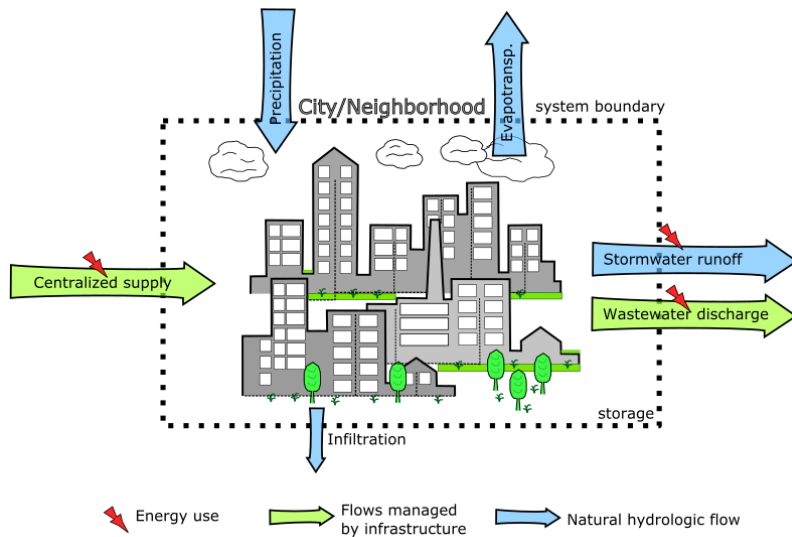 Precipitation
Evapotransp.
City/Neighborhood
system boundary
Centralized supply
Stormwater runoff
Wastewater discharge
storage
Infiltration
Energy use
Flows managed
by infrastructure
Natural hydrologic flow